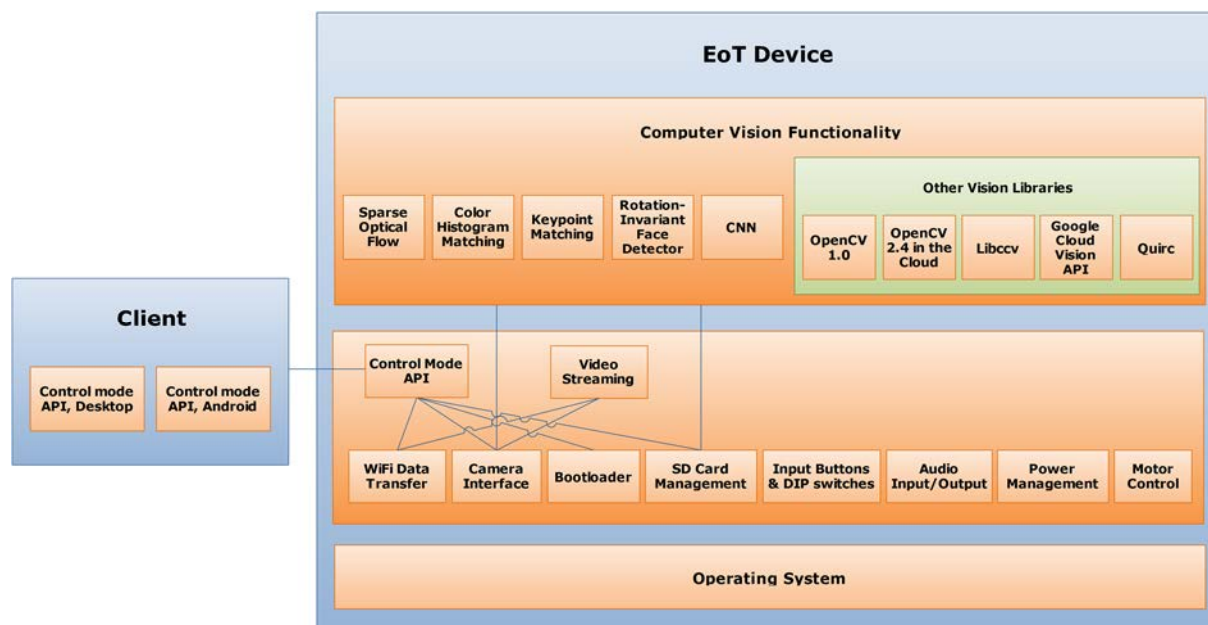 EoT Device
Computer Vision Functionality
Sparse
Optical
Flow
Color
Histogram
Matching
Keypoint
Matching
Rotation-
Invariant
Face
Detector
CNN
Other Vision Libraries
OpenCV
1.0
OpenCV
2.4 in the
Cloud
Libccv
Google
Cloud
Vision
API
Quirc
Client
Control mode
API, Desktop
Control mode
API, Android
Control Mode
API
Video
Streaming
WiFi Data
Transfer
Camera
Interface
Bootloader
SD Card
Management
Input Buttons
& DIP switches
Audio
Input/Output
Power
Management
Motor
Control
Operating System